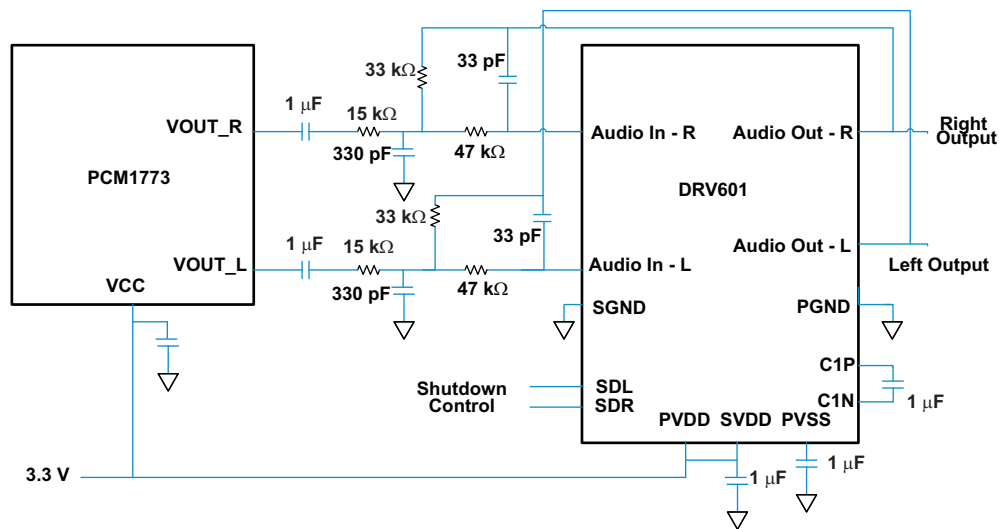 33 kΩ
33 pF
1 μF
15 kΩ
VOUT_R
330 pF
47 kΩ
Audio In - R
Audio Out - R
Right
Output
PCM1773
DRV601
33 kΩ
33 pF
1 μF
15 kΩ
VOUT_L
330 pF
47 kΩ
Audio In - L
Audio Out - L
Left Output
VCC
SGND
PGND
C1P
C1N
1 μF
Shutdown
Control
SDL
SDR
PVDD SVDD PVSS
3.3 V
1 μF
1 μF